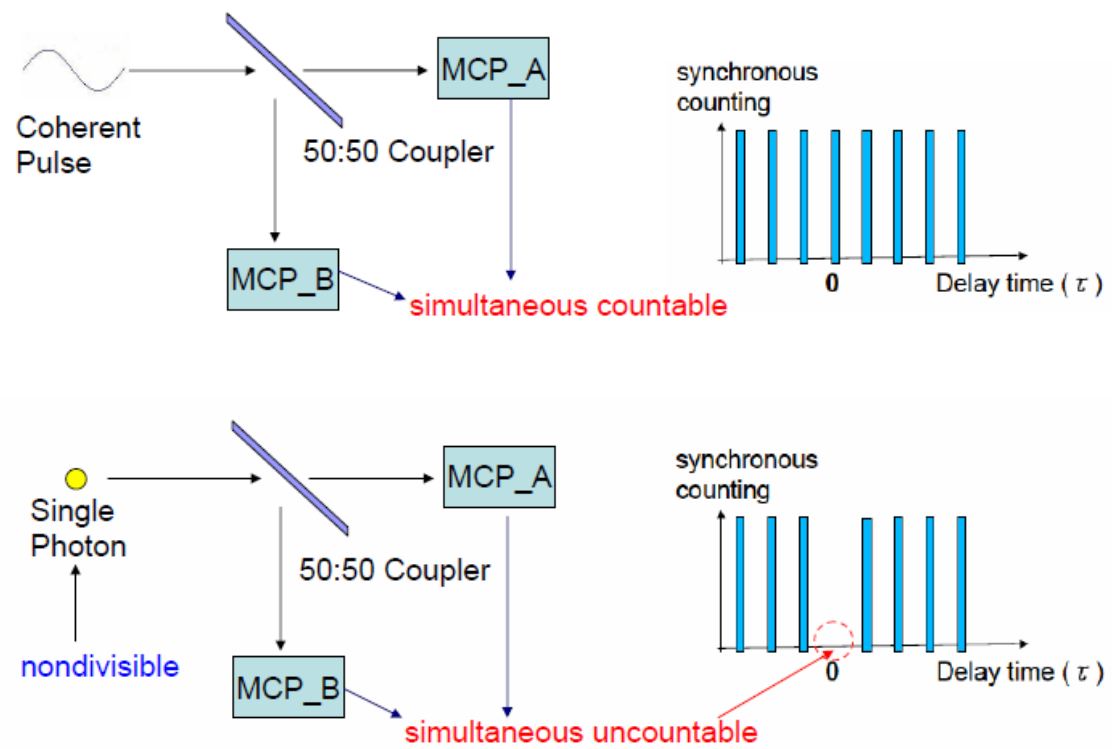 MCP_A
synchronous
counting
Coherent
Pulse
50:50 Coupler
MCP_B
0
Delay time ( τ )
simultaneous countable
MCP_A
synchronous
counting
Single
Photon
50:50 Coupler
nondivisible
MCP_B
0
Delay time ( τ )
simultaneous uncountable